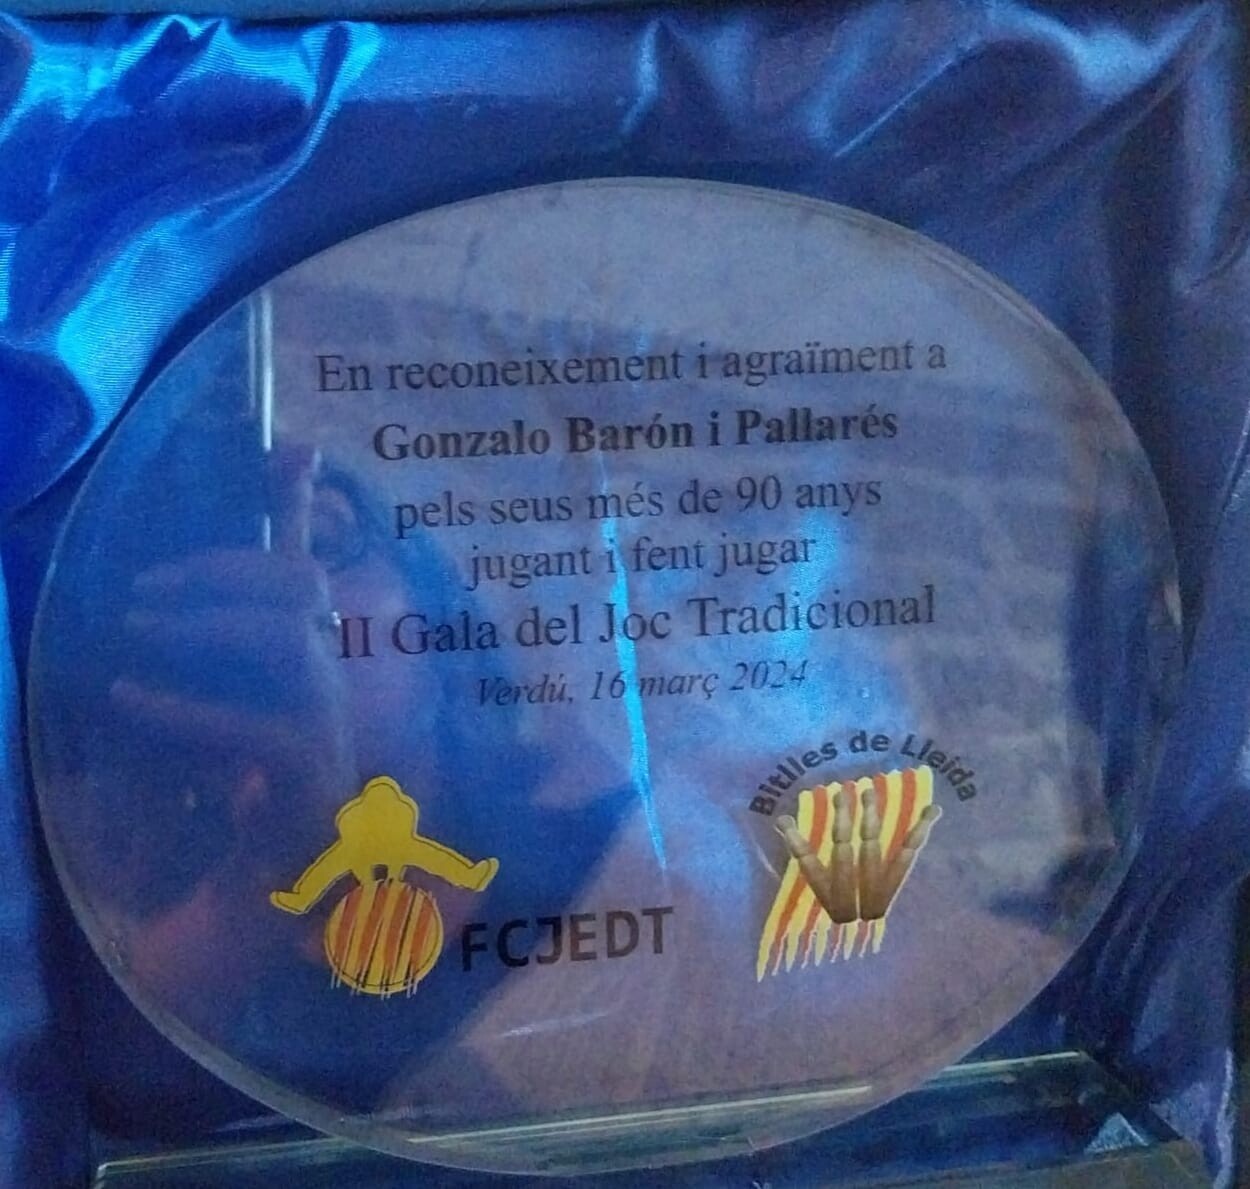 En reconeixement i agraïment a
Gonzalo Barón i Pallarés
pels seus més de 90 anys
jugant i fent jugar
II Gala del Joc Tradicional
Verdú, 16 març 2024
Bitlles de Lleida
FCJEDT